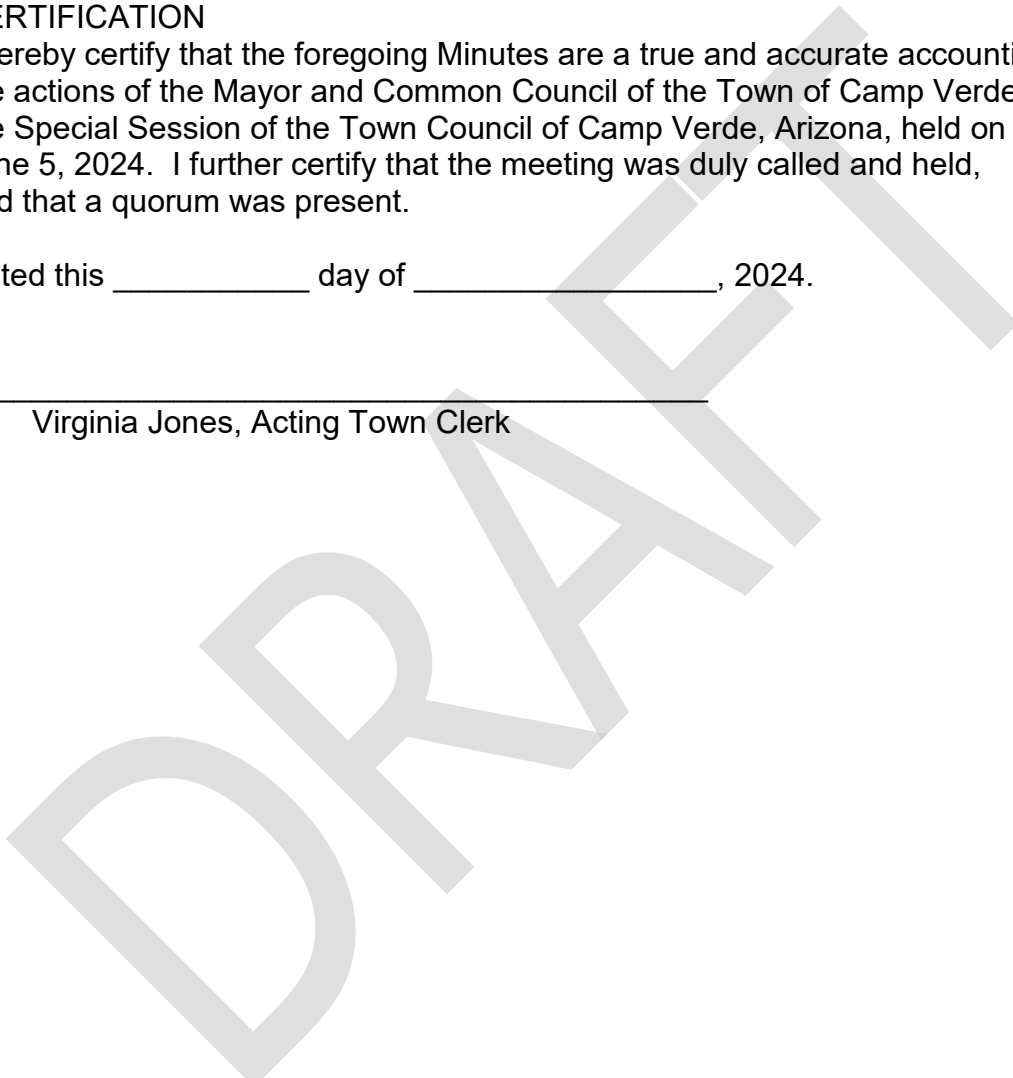 ERTIFICATION
ereby certify that the foregoing Minutes are a true and accurate accounti
e actions of the Mayor and Common Council of the Town of Camp Verde
e Special Session of the Town Council of Camp Verde, Arizona, held on
ne 5, 2024.  I further certify that the meeting was duly called and held,
d that a quorum was present.
ted this ___________ day of _________________, 2024.
________________________________________
Virginia Jones, Acting Town Clerk
DRAFT